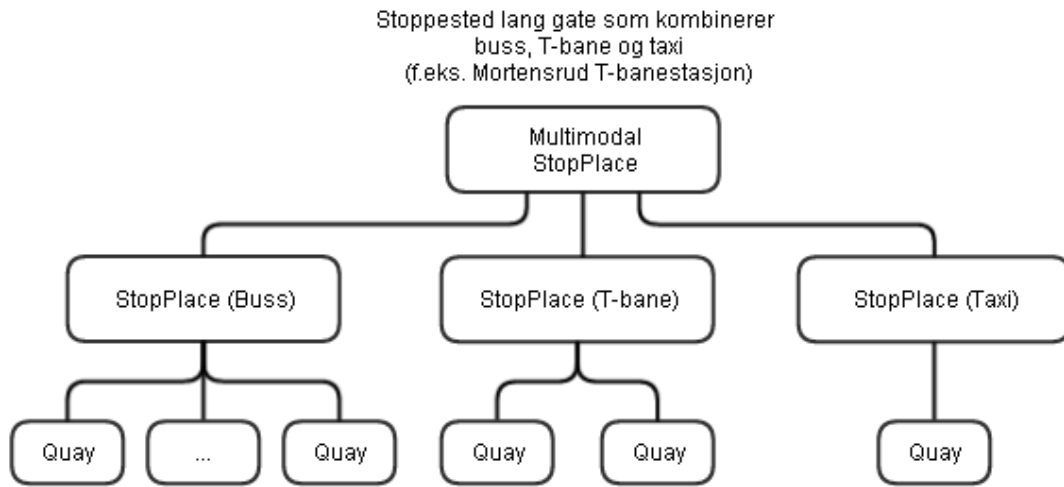 Stoppested lang gate som kombinerer
buss, T-bane og taxi
(f.eks. Mortensrud T-banestasjon)
Multimodal
StopPlace
StopPlace (Buss)
StopPlace (T-bane)
StopPlace (Taxi)
Quay
...
Quay
Quay
Quay
Quay